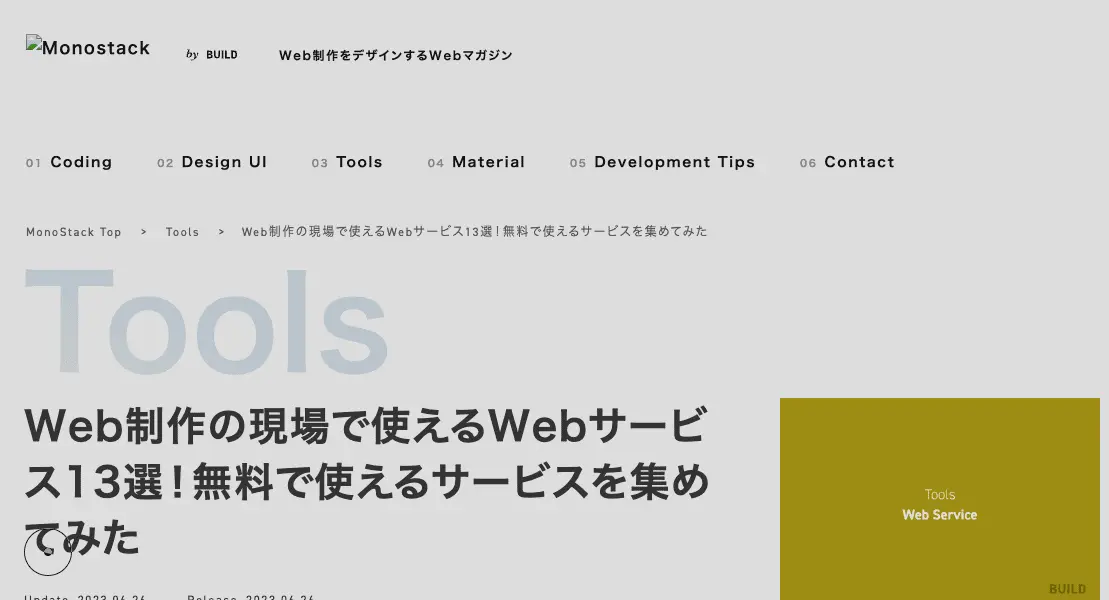 Monostack
by BUILD
Web制作をデザインするWebマガジン
01 Coding
02 Design UI
03 Tools
04 Material
05 Development Tips
06 Contact
MonoStack Top > Tools > Web制作の現場で使えるWebサービス13選！無料で使えるサービスを集めてみた
Tools
Web制作の現場で使えるWebサービ
ス13選！無料で使えるサービスを集め
てみた
Tools
Web Service
BUILD
Update 2023.06.26
Release 2023.06.26